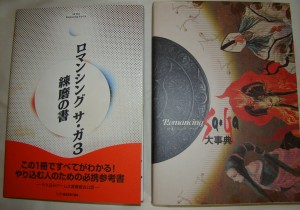 ロマンシング サ・ガ3
練磨の書
この1冊ですべてがわかる!
やり込む人のための必携参考書
Romancing
Sa・Ga
大事典